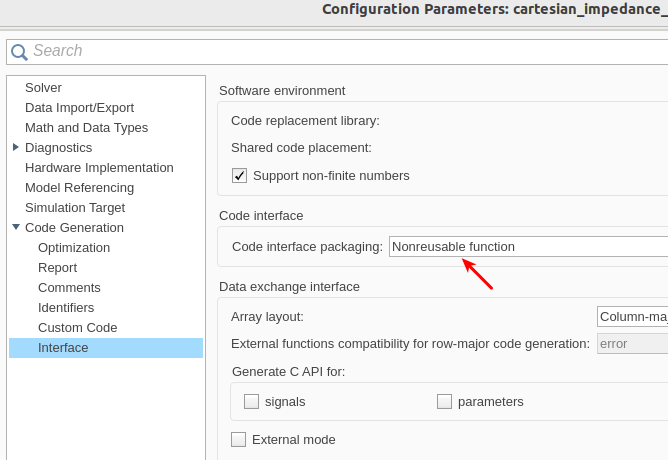 Configuration Parameters: cartesian_impedance_
Search
Solver
Data Import/Export
Math and Data Types
Diagnostics
Hardware Implementation
Model Referencing
Simulation Target
Code Generation
Optimization
Report
Comments
Identifiers
Custom Code
Interface
Software environment
Code replacement library:
Shared code placement:
Support non-finite numbers
Code interface
Code interface packaging: Nonreusable function
Data exchange interface
Array layout: Column-ma
External functions compatibility for row-major code generation: error
Generate C API for:
signals parameters
External mode